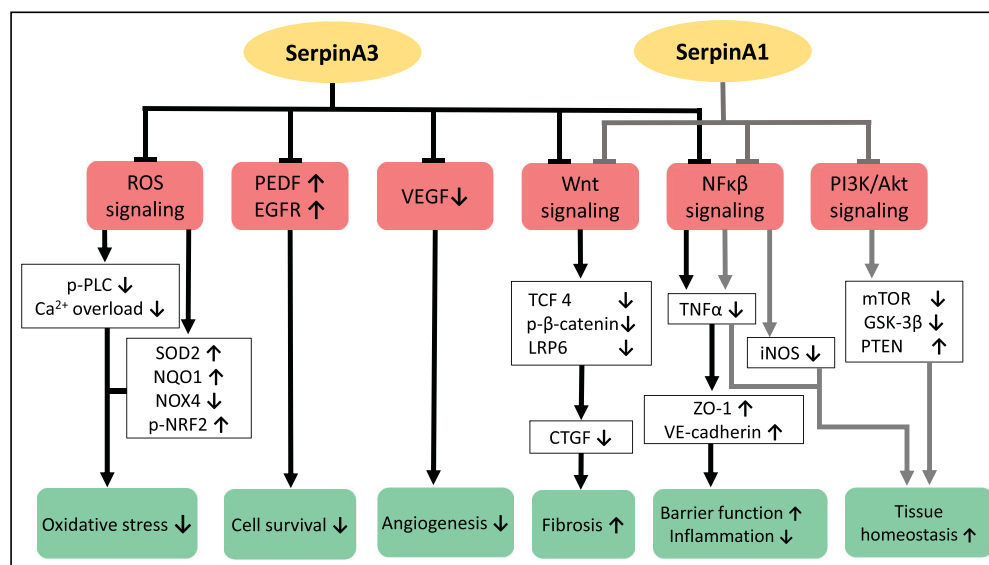 SerpinA3
SerpinA1
ROS
signaling
PEDF ↑
EGFR ↑
VEGF ↓
Wnt
signaling
NFκβ
signaling
PI3K/Akt
signaling
p-PLC ↓
Ca²⁺ overload ↓
SOD2 ↑
NQO1 ↑
NOX4 ↓
p-NRF2 ↑
TCF 4 ↓
p-β-catenin ↓
LRP6 ↓
CTGF ↓
TNFα ↓
iNOS ↓
ZO-1 ↑
VE-cadherin ↑
mTOR ↓
GSK-3β ↓
PTEN ↑
Oxidative stress ↓
Cell survival ↓
Angiogenesis ↓
Fibrosis ↑
Barrier function ↑
Inflammation ↓
Tissue
homeostasis ↑